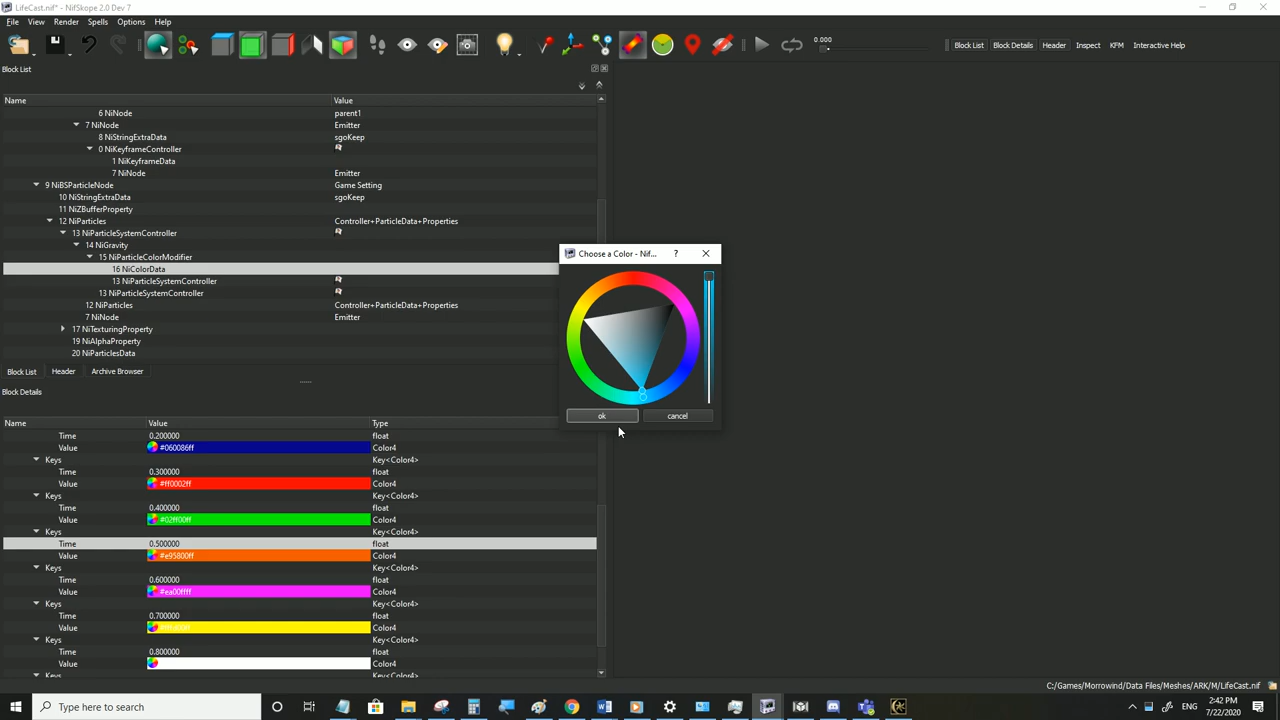 LifeCast.nif* - NifSkope 2.0 Dev 7
File View Render Spells Options Help
0.000
Block List Block Details Header Inspect KFM Interactive Help
Block List
Name Value
6 NiNode parent1
7 NiNode Emitter
8 NiStringExtraData sgoKeep
0 NiKeyframeController
1 NiKeyframeData
7 NiNode Emitter
9 NiBSParticleNode Game Setting
10 NiStringExtraData sgoKeep
11 NiZBufferProperty
12 NiParticles Controller+ParticleData+Properties
13 NiParticleSystemController
14 NiGravity
15 NiParticleColorModifier
16 NiColorData
13 NiParticleSystemController
13 NiParticleSystemController
12 NiParticles Controller+ParticleData+Properties
7 NiNode Emitter
17 NiTexturingProperty
19 NiAlphaProperty
20 NiParticlesData
Block List Header Archive Browser
Choose a Color - Nif... ?
ok cancel
Block Details
Name Value Type
Time 0.200000 float
Value #060086ff Color4
Keys Key<Color4>
Time 0.300000 float
Value #ff0002ff Color4
Keys Key<Color4>
Time 0.400000 float
Value #02ff00ff Color4
Keys Key<Color4>
Time 0.500000 float
Value #e95800ff Color4
Keys Key<Color4>
Time 0.600000 float
Value #ea00ffff Color4
Keys Key<Color4>
Time 0.700000 float
Value Color4
Keys Key<Color4>
Time 0.800000 float
Value Color4
Keys Key<Color4>
C:/Games/Morrowind/Data Files/Meshes/ARK/M/LifeCast.nif
Type here to search
ENG
2:42 PM
7/22/2020